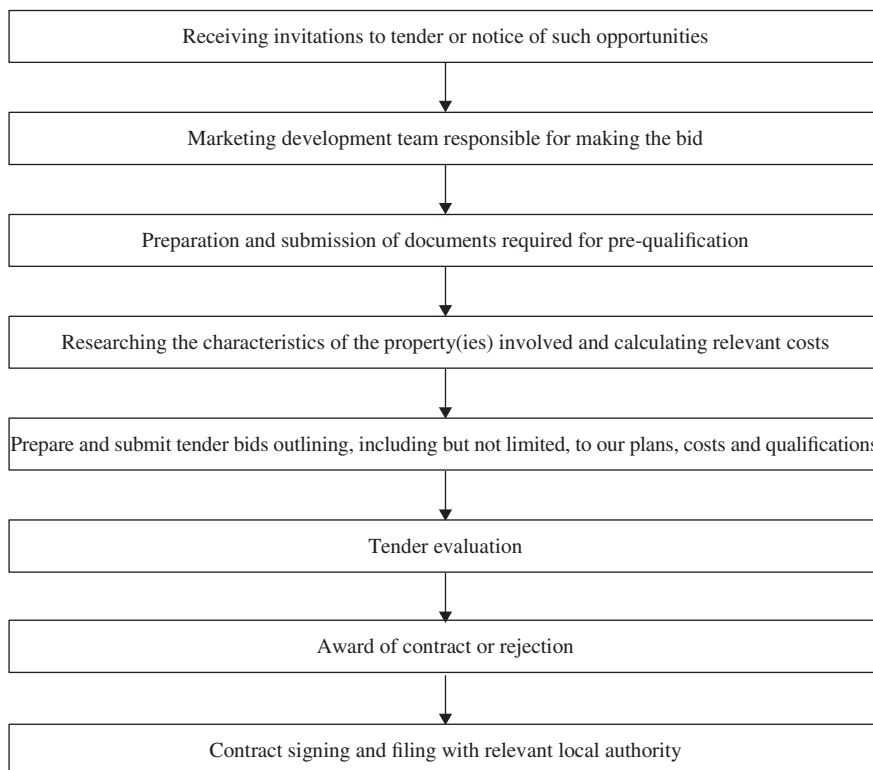 Receiving invitations to tender or notice of such opportunities
Marketing development team responsible for making the bid
Preparation and submission of documents required for pre-qualification
Researching the characteristics of the property(ies) involved and calculating relevant costs
Prepare and submit tender bids outlining, including but not limited, to our plans, costs and qualifications
Tender evaluation
Award of contract or rejection
Contract signing and filing with relevant local authority